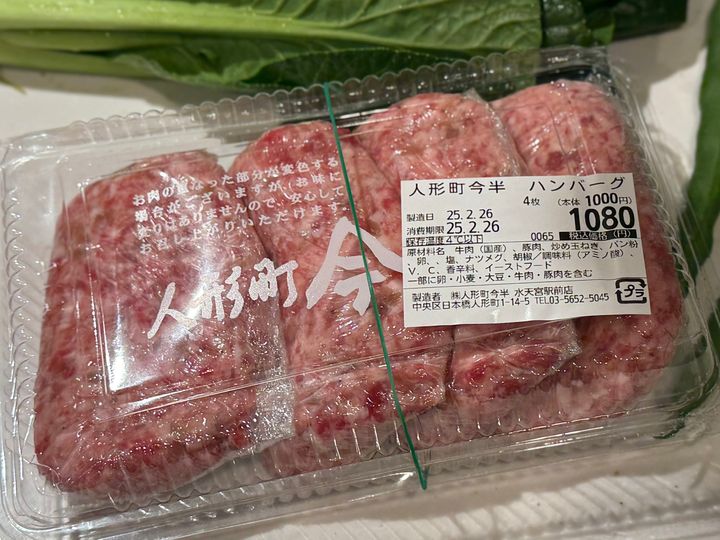 お肉の重なった部分が変色する
場合がございますが、お味に
変りはありませんので、安心して
お召し上がりいただけます。
人形町 今
人形町今半 ハンバーグ
4枚 (本体 1000円)
製造日 25.2.26
消費期限 25.2.26
1080
保存温度4℃以下 0065 税込価格(円)
原材料名 牛肉(国産)、豚肉、炒め玉ねぎ、パン粉
、卵、、塩、ナツメグ、胡椒/調味料(アミノ酸)、
V.C、香辛料、イーストフード
一部に卵・小麦・大豆・牛肉・豚肉を含む
製造者 ㈱人形町今半 水天宮駅前店
中央区日本橋人形町1-14-5 TEL03-5652-5045
プラ